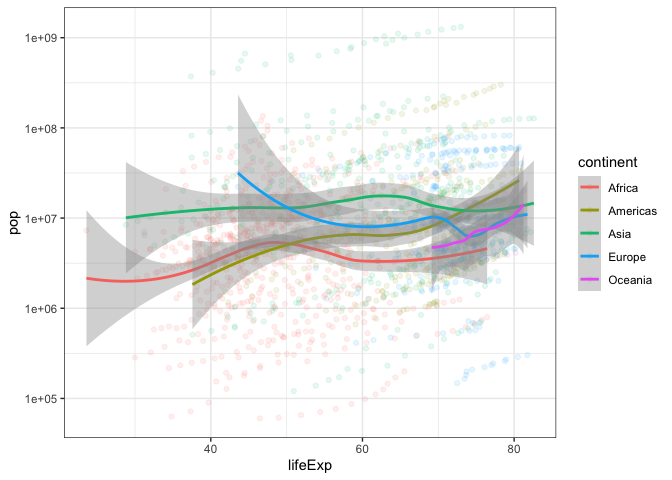 1e+09
1e+08
1e+07
1e+06
1e+05
pop
40
60
80
lifeExp
continent
Africa
Americas
Asia
Europe
Oceania